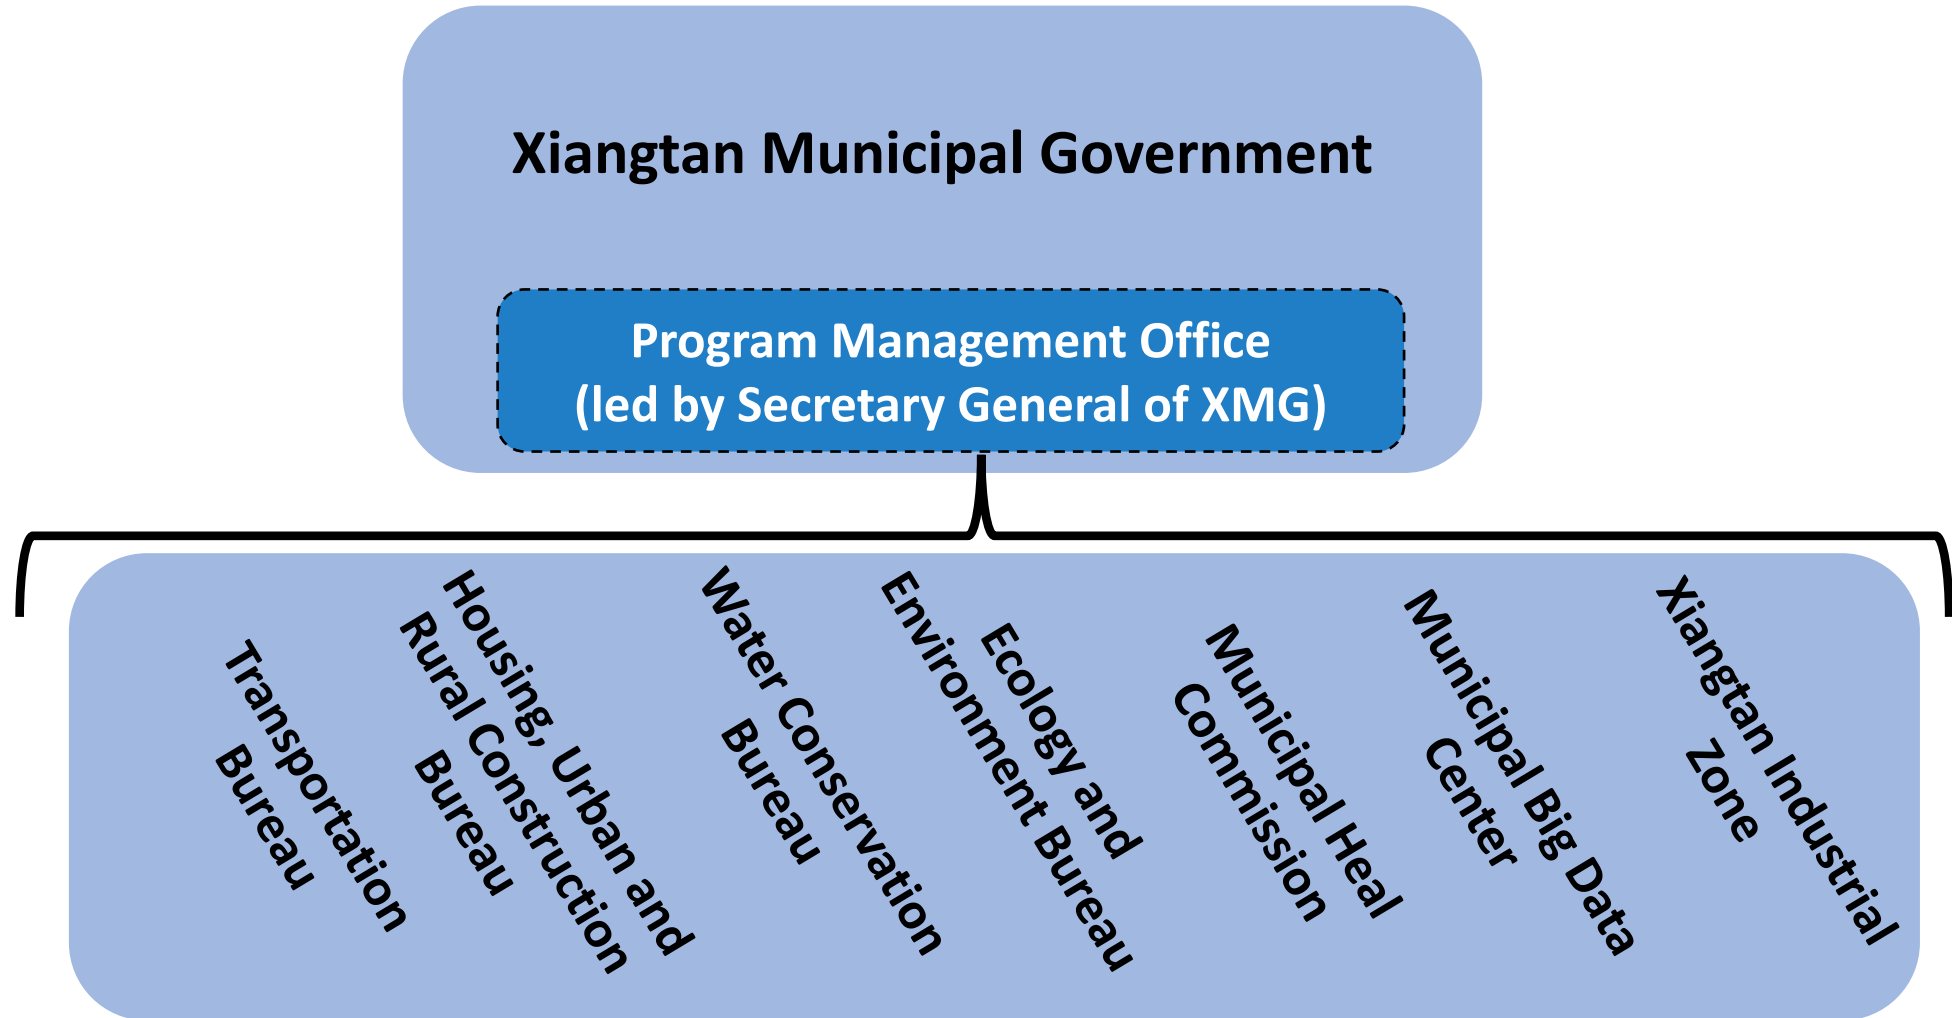 Xiangtan Municipal Government
Program Management Office
(led by Secretary General of XMG)
Transportation
Bureau
Housing, Urban and
Rural Construction
Bureau
Water Conservation
Bureau
Ecology and
Environment Bureau
Municipal Heal
Commission
Municipal Big Data
Center
Xiangtan Industrial
Zone